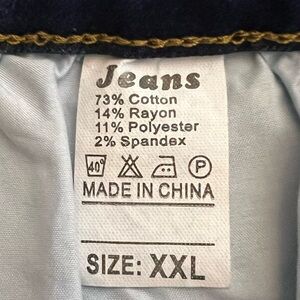 Jeans
73% Cotton
14% Rayon
11% Polyester
2% Spandex
40° P
MADE IN CHINA
SIZE: XXL